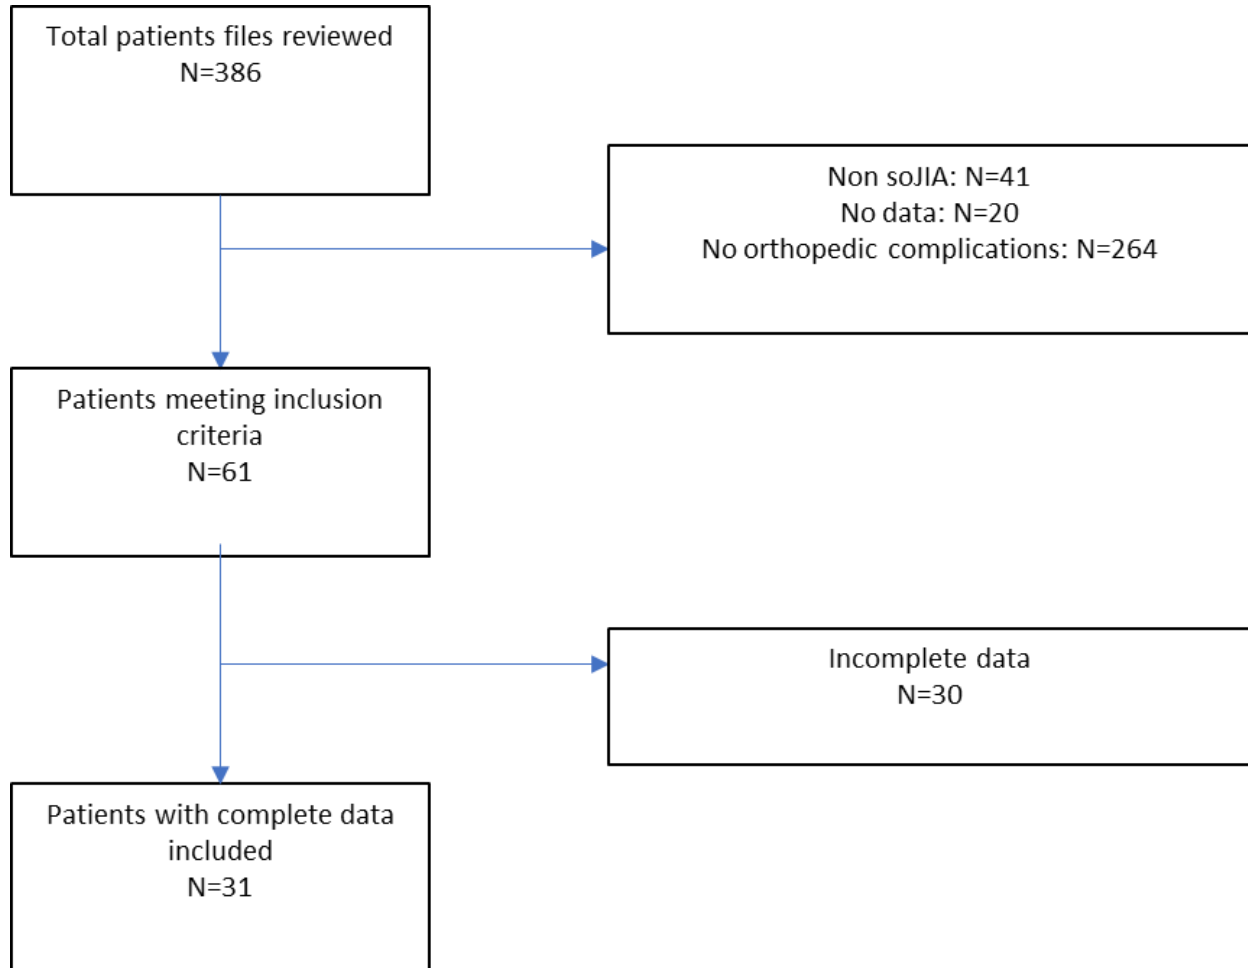 Total patients files reviewed
N=386
Non soJIA: N=41
No data: N=20
No orthopedic complications: N=264
Patients meeting inclusion
criteria
N=61
Incomplete data
N=30
Patients with complete data
included
N=31